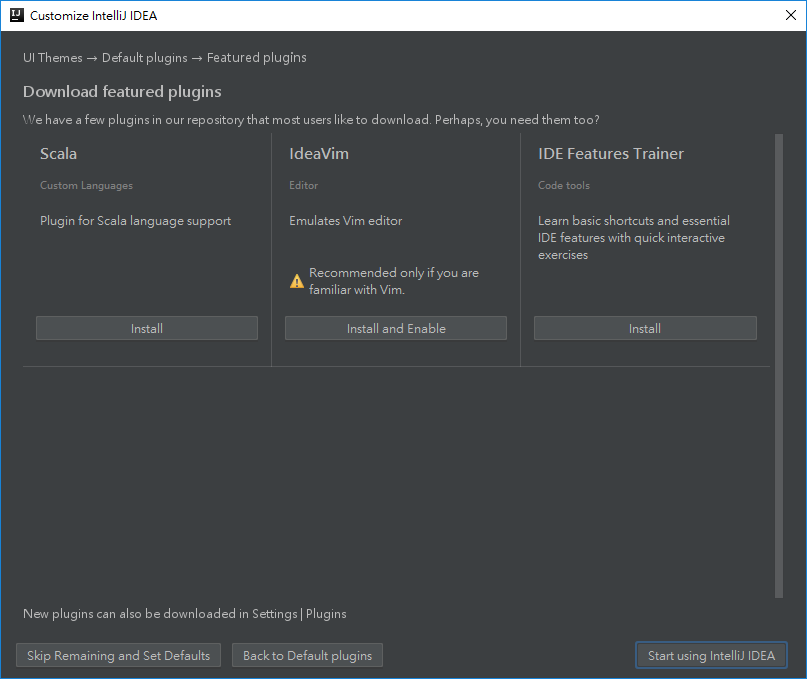 IJ Customize IntelliJ IDEA
UI Themes → Default plugins → Featured plugins
Download featured plugins
We have a few plugins in our repository that most users like to download. Perhaps, you need them too?
Scala
Custom Languages
Plugin for Scala language support
Install
IdeaVim
Editor
Emulates Vim editor
Recommended only if you are
familiar with Vim.
Install and Enable
IDE Features Trainer
Code tools
Learn basic shortcuts and essential
IDE features with quick interactive
exercises
Install
New plugins can also be downloaded in Settings | Plugins
Skip Remaining and Set Defaults
Back to Default plugins
Start using IntelliJ IDEA